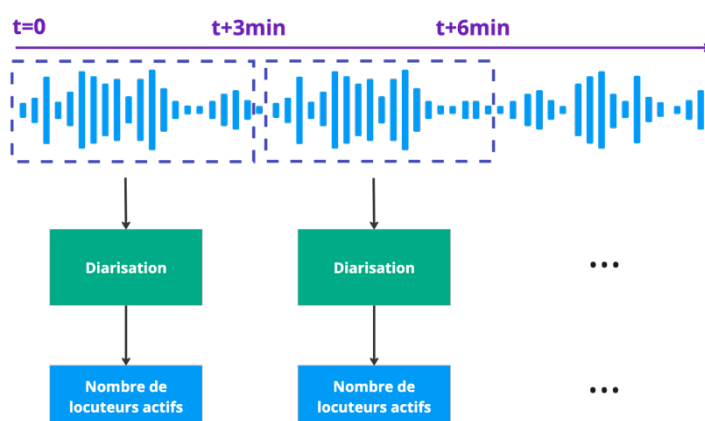 t=0 t+3min t+6min
Diarisation Diarisation ...
Nombre de Nombre de ...
locuteurs actifs locuteurs actifs